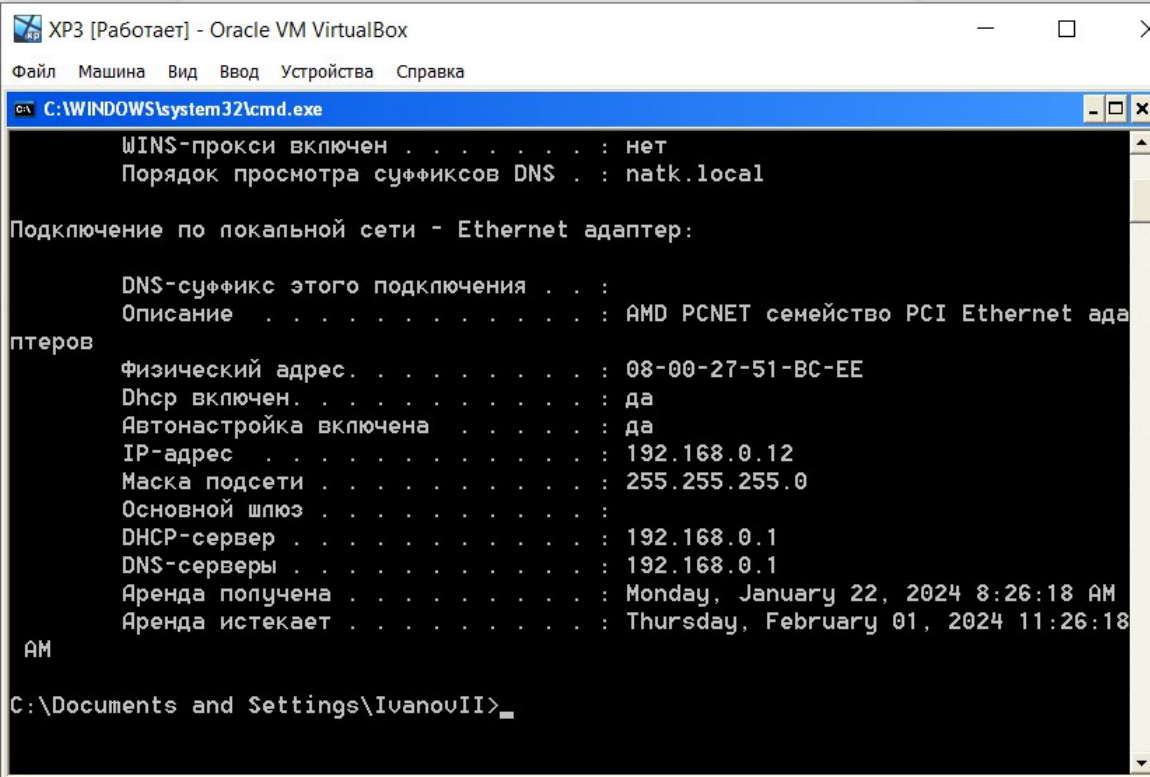 XP3 [Работает] - Oracle VM VirtualBox
Файл Машина Вид Ввод Устройства Справка
C:\WINDOWS\system32\cmd.exe
WINS-прокси включен . . . . . . . : нет
Порядок просмотра суффиксов DNS . : natk.local
Подключение по локальной сети - Ethernet адаптер:
DNS-суффикс этого подключения . . :
Описание . . . . . . . . . . . . : AMD PCNET семейство PCI Ethernet ада
птеров
Физический адрес. . . . . . . . . : 08-00-27-51-BC-EE
Dhcp включен. . . . . . . . . . . : да
Автонастройка включена . . . . . : да
IP-адрес . . . . . . . . . . . . : 192.168.0.12
Маска подсети . . . . . . . . . . : 255.255.255.0
Основной шлюз . . . . . . . . . . :
DHCP-сервер . . . . . . . . . . . : 192.168.0.1
DNS-серверы . . . . . . . . . . . : 192.168.0.1
Аренда получена . . . . . . . . . : Monday, January 22, 2024 8:26:18 AM
Аренда истекает . . . . . . . . . : Thursday, February 01, 2024 11:26:18
AM
C:\Documents and Settings\IvanovII>_